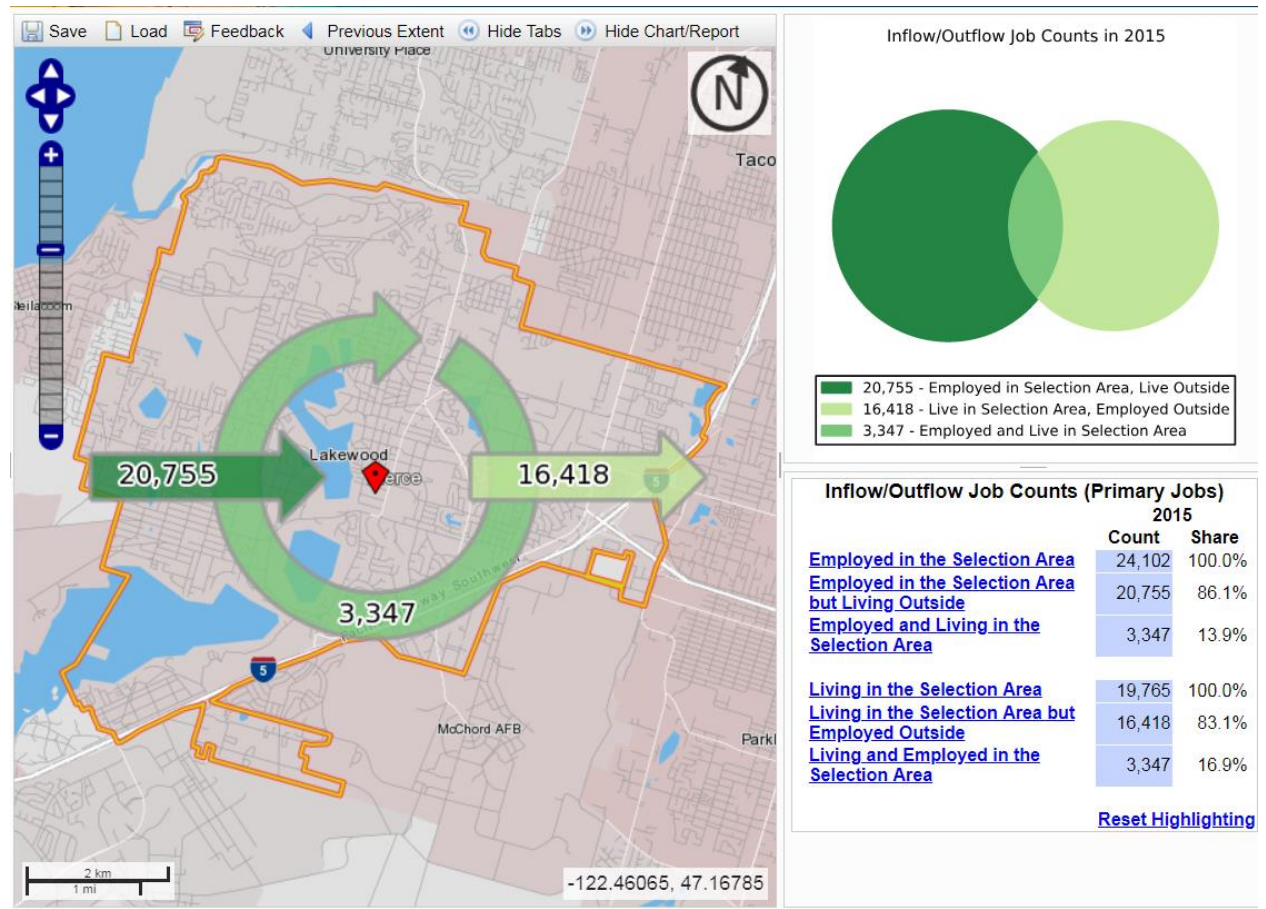 Save Load Feedback Previous Extent Hide Tabs Hide Chart/Report
University Place
N
Taco
Lakewood
20,755
16,418
5
3,347
5
McChord AFB
Parkl
2 km
1 mi
-122.46065, 47.16785
Inflow/Outflow Job Counts in 2015
20,755 - Employed in Selection Area, Live Outside
16,418 - Live in Selection Area, Employed Outside
3,347 - Employed and Live in Selection Area
Inflow/Outflow Job Counts (Primary Jobs)
2015
Count Share
Employed in the Selection Area 24,102 100.0%
Employed in the Selection Area
but Living Outside 20,755 86.1%
Employed and Living in the
Selection Area 3,347 13.9%
Living in the Selection Area 19,765 100.0%
Living in the Selection Area but
Employed Outside 16,418 83.1%
Living and Employed in the
Selection Area 3,347 16.9%
Reset Highlighting